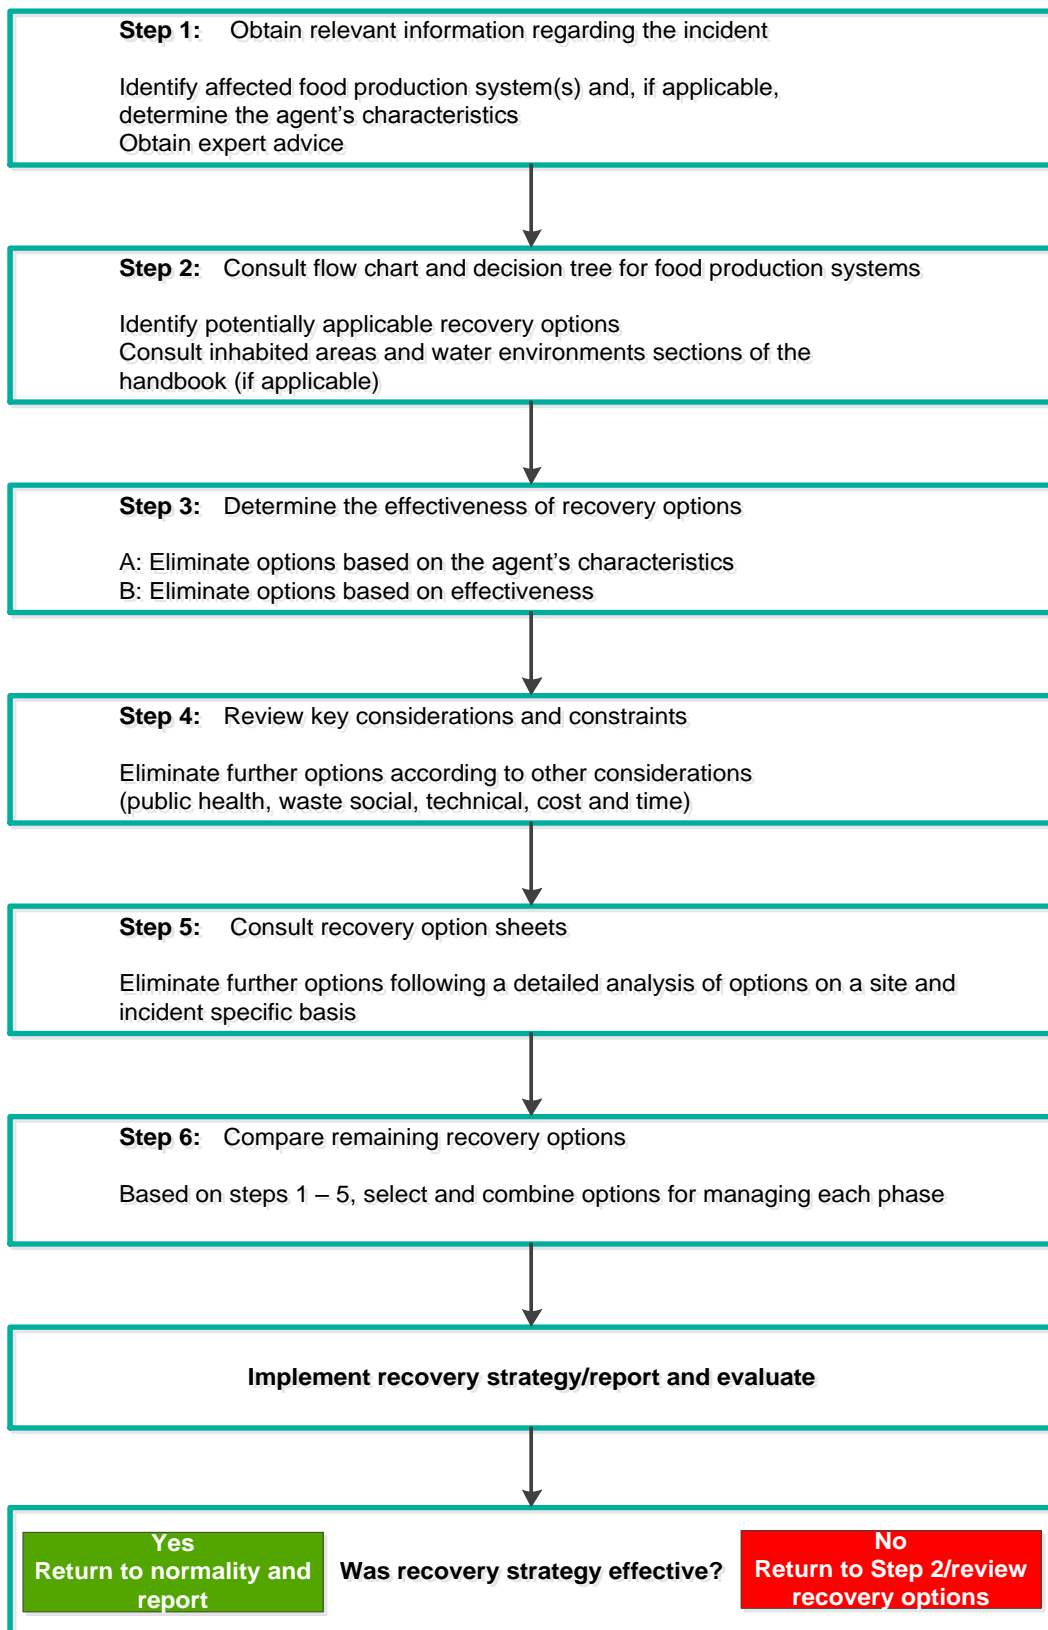 Step 1: Obtain relevant information regarding the incident
Identify affected food production system(s) and, if applicable,
determine the agent's characteristics
Obtain expert advice
Step 2: Consult flow chart and decision tree for food production systems
Identify potentially applicable recovery options
Consult inhabited areas and water environments sections of the
handbook (if applicable)
Step 3: Determine the effectiveness of recovery options
A: Eliminate options based on the agent's characteristics
B: Eliminate options based on effectiveness
Step 4: Review key considerations and constraints
Eliminate further options according to other considerations
(public health, waste social, technical, cost and time)
Step 5: Consult recovery option sheets
Eliminate further options following a detailed analysis of options on a site and
incident specific basis
Step 6: Compare remaining recovery options
Based on steps 1 – 5, select and combine options for managing each phase
Implement recovery strategy/report and evaluate
Yes
Return to normality and
report
Was recovery strategy effective?
No
Return to Step 2/review
recovery options